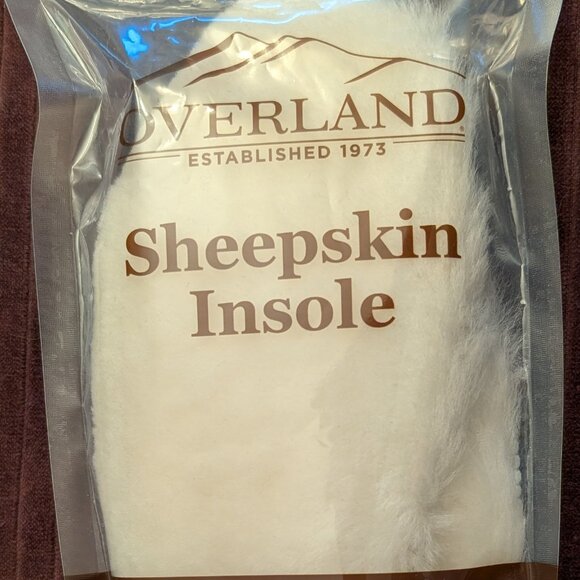 OVERLAND®
ESTABLISHED 1973
Sheepskin
Insole